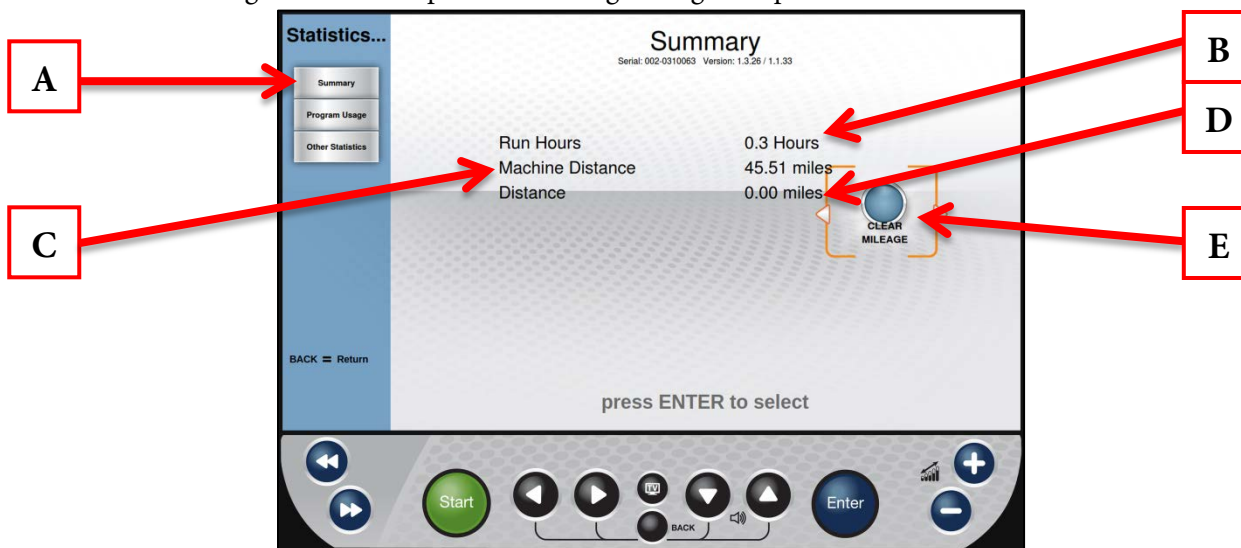 Statistics...
Summary
Serial: 002-0310063 Version: 1.3.26 / 1.1.33
A
B
Summary
Program Usage
D
Other Statistics
Run Hours 0.3 Hours
Machine Distance 45.51 miles
Distance 0.00 miles
C
CLEAR
MILEAGE
E
BACK = Return
press ENTER to select
Start
TV
BACK
Enter
+
-